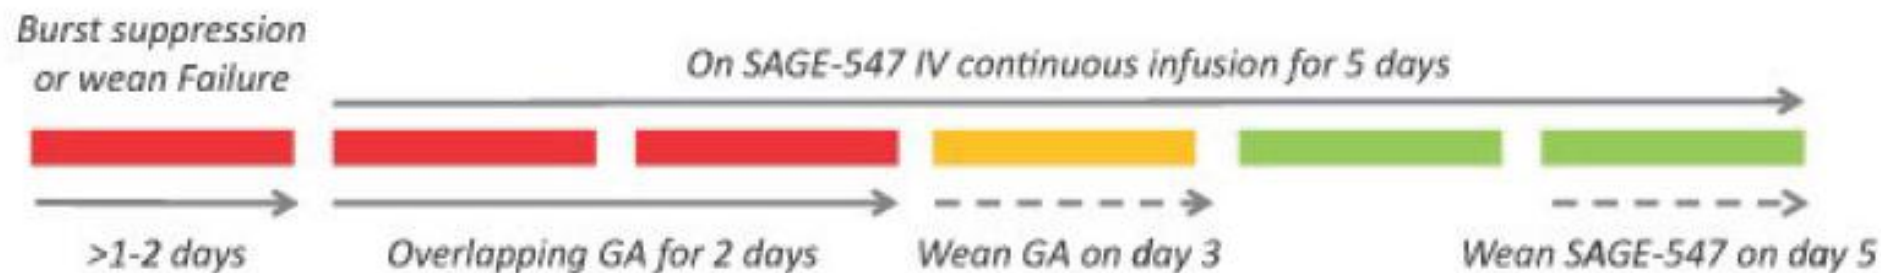 Burst suppression
or wean Failure
On SAGE-547 IV continuous infusion for 5 days
>1-2 days
Overlapping GA for 2 days
Wean GA on day 3
Wean SAGE-547 on day 5